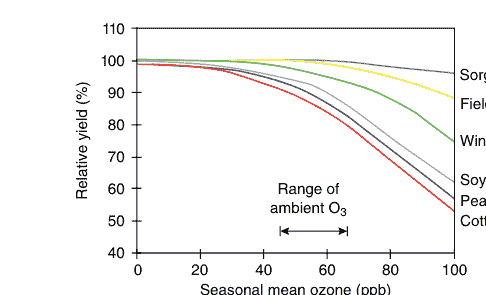 110
100
90
80
70
60
50
40
Relative yield (%)
Range of
ambient O₃
0
20
40
60
80
100
Seasonal mean ozone (ppb)
Sorg
Fiel
Win
Soy
Pea
Cott